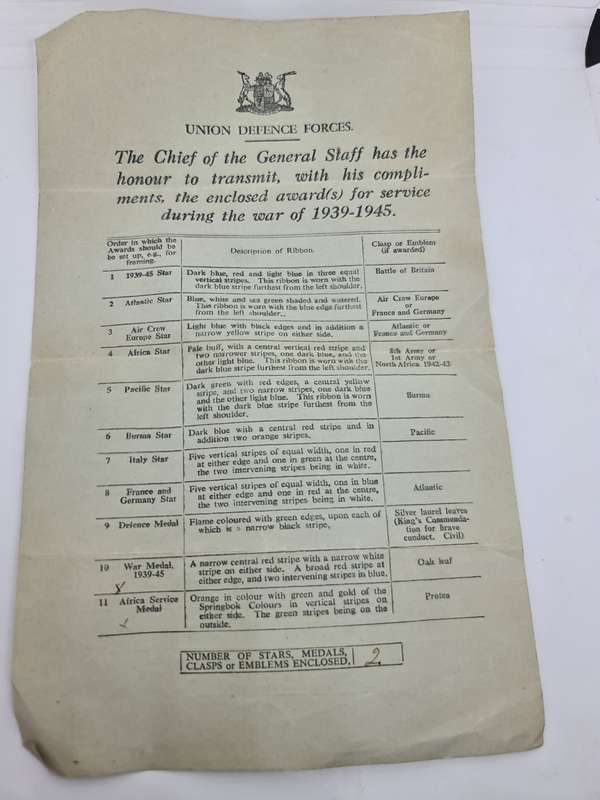 UNION DEFENCE FORCES.
The Chief of the General Staff has the
honour to transmit, with his compli-
ments, the enclosed award(s) for service
during the war of 1939-1945.
Order in which the
Awards should be
be set up, e.g., for
framing.
Description of Ribbon.
Clasp or Emblem
(if awarded)
1 1939-45 Star
Dark blue, red and light blue in three equal
vertical stripes. This ribbon is worn with the
dark blue stripe furthest from the left shoulder.
Battle of Britain
2 Atlantic Star
Blue, white and sea green shaded and watered.
This ribbon is worn with the blue edge furthest
from the left shoulder..
Air Crew Europe
or
France and Germany
3 Air Crew
Europe Star
Light blue with black edges and in addition a
narrow yellow stripe on either side.
Atlantic or
France and Germany
4 Africa Star
Pale buff, with a central vertical red stripe and
two narrower stripes, one dark blue, and the
other light blue. This ribbon is worn with the
dark blue stripe furthest from the left shoulder.
8th Army or
1st Army or
North Africa 1942-43
5 Pacific Star
Dark green with red edges, a central yellow
stripe, and two narrow stripes, one dark blue
and the other light blue. This ribbon is worn
with the dark blue stripe furthest from the
left shoulder.
Burma
6 Burma Star
Dark blue with a central red stripe and in
addition two orange stripes.
Pacific
7 Italy Star
Five vertical stripes of equal width, one in red
at either edge and one in green at the centre,
the two intervening stripes being in white.
8 France and
Germany Star
Five vertical stripes of equal width, one in blue
at either edge and one in red at the centre,
the two intervening stripes being in white.
Atlantic
9 Defence Medal
Flame coloured with green edges, upon each of
which is a narrow black stripe.
Silver laurel leaves
(King's Commenda-
tion for brave
conduct. Civil)
10 War Medal,
1939-45
A narrow central red stripe with a narrow white
stripe on either side. A broad red stripe at
either edge, and two intervening stripes in blue.
Oak leaf
11 Africa Service
Medal
Orange in colour with green and gold of the
Springbok Colours in vertical stripes on
either side. The green stripes being on the
outside.
Protea
NUMBER OF STARS, MEDALS,
CLASPS or EMBLEMS ENCLOSED.
2